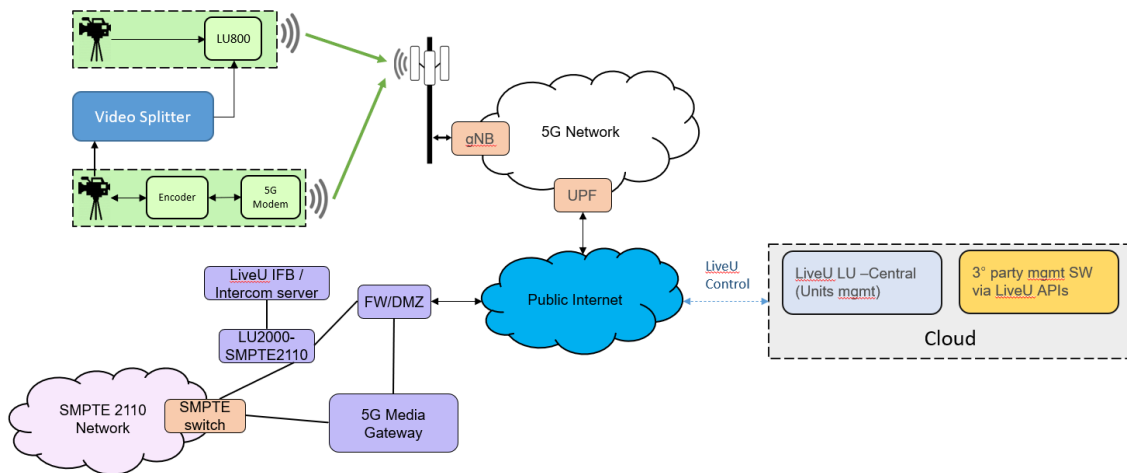 LU800
Video Splitter
Encoder
5G
Modem
gNB
5G Network
UPF
LiveU IFB /
Intercom server
LU2000-
SMPTE2110
FW/DMZ
Public Internet
LiveU
Control
LiveU LU –Central
(Units mgmt)
3° party mgmt SW
via LiveU APIs
Cloud
SMPTE 2110
Network
SMPTE
switch
5G Media
Gateway